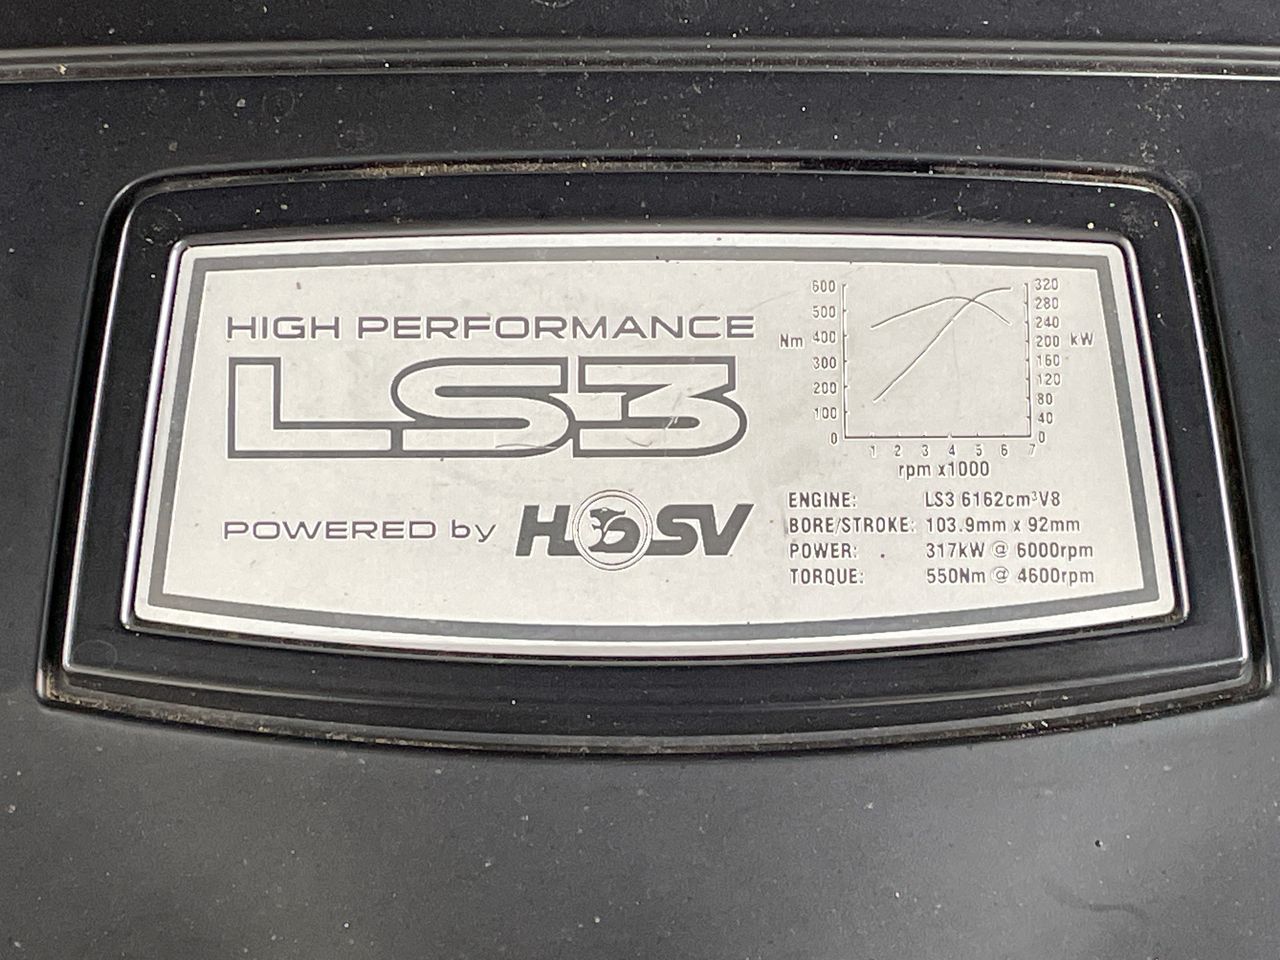 HIGH PERFORMANCE
LS3
POWERED by HSV
600
500
Nm 400
300
200
100
0
320
280
240
200 kW
160
120
80
40
0
1 2 3 4 5 6 7
rpm x1000
ENGINE: LS3 6162cm³V8
BORE/STROKE: 103.9mm x 92mm
POWER: 317kW @ 6000rpm
TORQUE: 550Nm @ 4600rpm